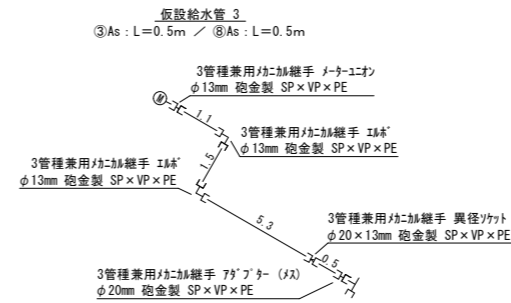 仮設給水管 3
③As：L＝0.5m ／ ⑧As：L＝0.5m
3管種兼用ﾒｶﾆｶﾙ継手 ﾒｰﾀｰﾕﾆｵﾝ
φ13mm 砲金製 SP×VP×PE
M
1.1
3管種兼用ﾒｶﾆｶﾙ継手 ｴﾙﾎﾞ
φ13mm 砲金製 SP×VP×PE
1.5
3管種兼用ﾒｶﾆｶﾙ継手 ｴﾙﾎﾞ
φ13mm 砲金製 SP×VP×PE
5.3
3管種兼用ﾒｶﾆｶﾙ継手 異径ｿｹｯﾄ
φ20×13mm 砲金製 SP×VP×PE
0.5
3管種兼用ﾒｶﾆｶﾙ継手 ｱﾀﾞﾌﾟﾀｰ (ﾒｽ)
φ20mm 砲金製 SP×VP×PE